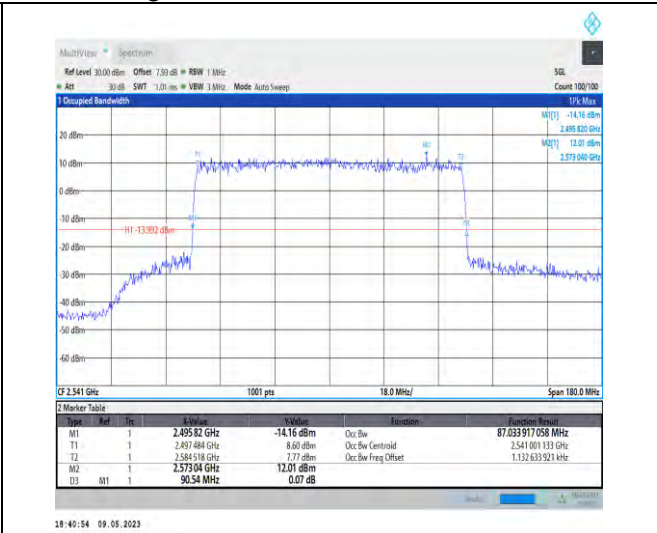 MultiView Spectrum
Ref Level 30.00 dBm Offset 7.93 dB RBW 1 MHz SGL
Att 30 dB SWT 1.01 ms VBW 3 MHz Mode Auto Sweep Count 100/100
1 Occupied Bandwidth 1Pk Max
M1[1] -14.16 dBm
2.495 820 GHz
M2[1] 12.01 dBm
2.573 040 GHz
20 dBm
M2
T1 T2
10 dBm
0 dBm
-10 dBm
H1 -13.992 dBm
-20 dBm
-30 dBm
-40 dBm
-50 dBm
-60 dBm
CF 2.541 GHz 1001 pts 18.0 MHz/ Span 180.0 MHz
2 Marker Table
Type Ref Trc X-Value Y-Value Function Function Result
M1 1 2.495 82 GHz -14.16 dBm Occ Bw 87.033 917 058 MHz
T1 1 2.497 484 GHz 8.60 dBm Occ Bw Centroid 2.541 001 133 GHz
T2 1 2.584 518 GHz 7.77 dBm Occ Bw Freq Offset 1.132 633 921 kHz
M2 1 2.573 04 GHz 12.01 dBm
D3 M1 1 90.54 MHz 0.07 dB
18:40:54 09.05.2023